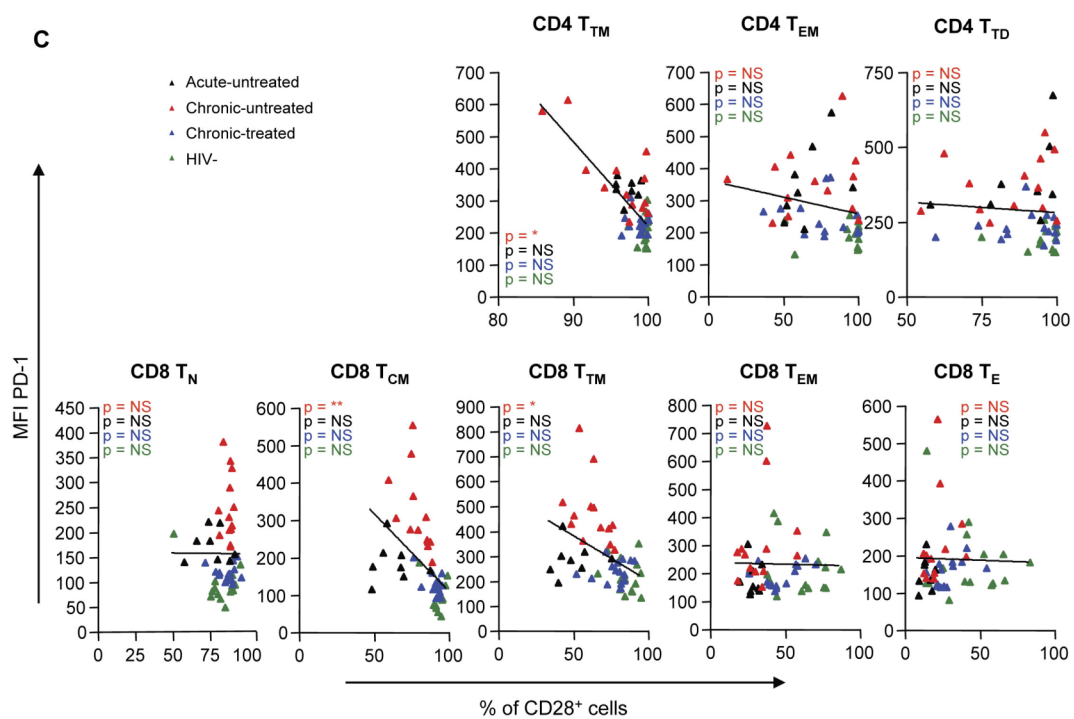 C
Acute-untreated
Chronic-untreated
Chronic-treated
HIV-
MFI PD-1
% of CD28+ cells
CD4 TTM
700
600
500
400
300
200
100
0
80
90
100
p = *
p = NS
p = NS
p = NS
CD4 TEM
700
600
500
400
300
200
100
0
0
50
100
p = NS
p = NS
p = NS
p = NS
CD4 TTD
750
500
250
0
50
75
100
p = NS
p = NS
p = NS
p = NS
CD8 TN
450
400
350
300
250
200
150
100
50
0
0
25
50
75
100
p = NS
p = NS
p = NS
p = NS
CD8 TCM
600
500
400
300
200
100
0
0
50
100
p = **
p = NS
p = NS
p = NS
CD8 TTM
900
800
700
600
500
400
300
200
100
0
0
50
100
p = *
p = NS
p = NS
p = NS
CD8 TEM
800
700
600
500
400
300
200
100
0
0
50
100
p = NS
p = NS
p = NS
p = NS
CD8 TE
600
500
400
300
200
100
0
0
50
100
p = NS
p = NS
p = NS
p = NS